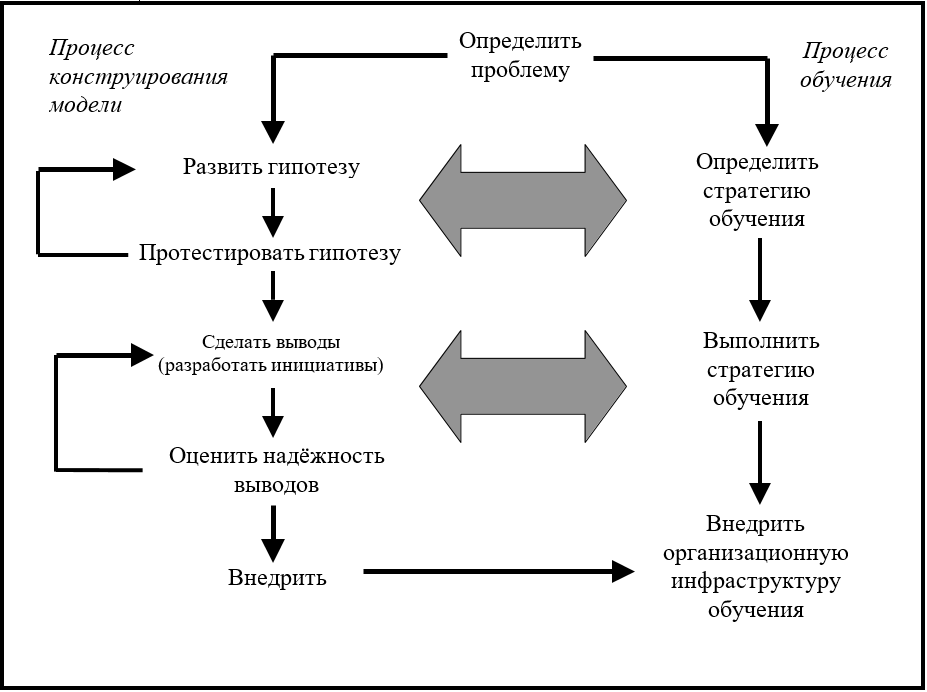 Процесс
конструирования
модели
Определить
проблему
Процесс
обучения
Развить гипотезу
Определить
стратегию
обучения
Протестировать гипотезу
Сделать выводы
(разработать инициативы)
Выполнить
стратегию
обучения
Оценить надёжность
выводов
Внедрить
Внедрить
организационную
инфраструктуру
обучения